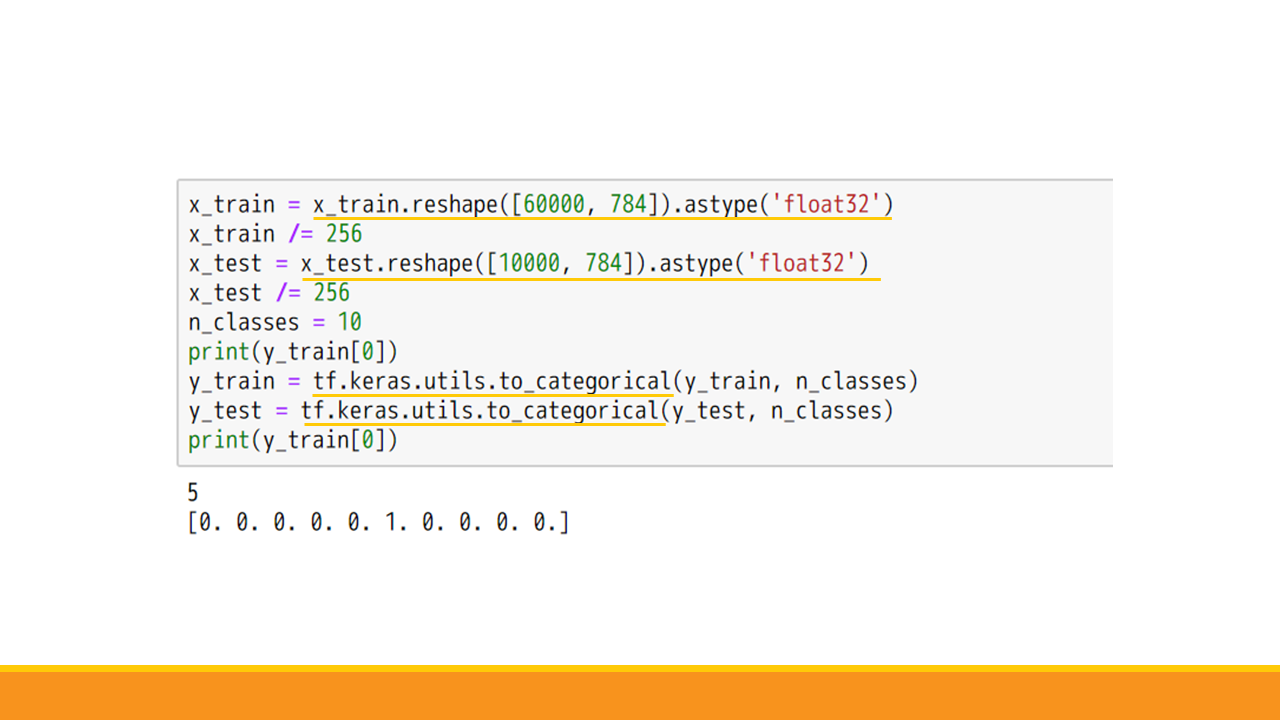 x_train = x_train.reshape([60000, 784]).astype('float32')
x_train /= 256
x_test = x_test.reshape([10000, 784]).astype('float32')
x_test /= 256
n_classes = 10
print(y_train[0])
y_train = tf.keras.utils.to_categorical(y_train, n_classes)
y_test = tf.keras.utils.to_categorical(y_test, n_classes)
print(y_train[0])
5
[0. 0. 0. 0. 0. 1. 0. 0. 0. 0.]